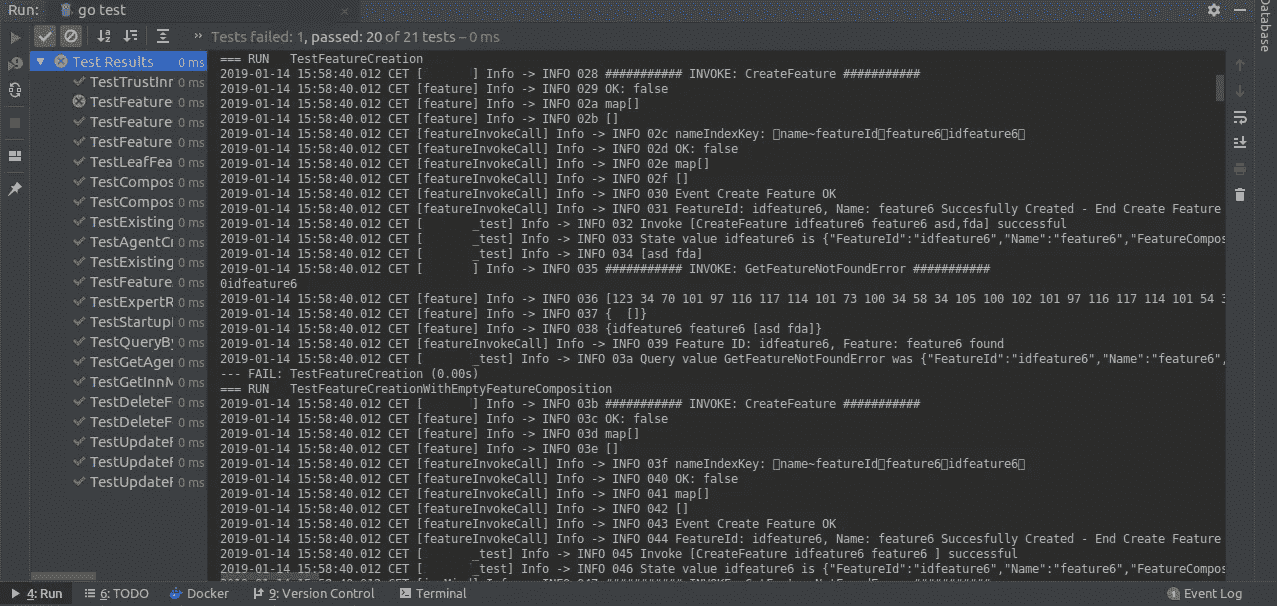 Run: go test
Tests failed: 1, passed: 20 of 21 tests – 0 ms
Database
Test Results 0 ms
TestTrustInr 0 ms
TestFeature 0 ms
TestFeature 0 ms
TestFeature 0 ms
TestLeafFea 0 ms
TestCompos 0 ms
TestCompos 0 ms
TestExisting 0 ms
TestAgentCr 0 ms
TestExisting 0 ms
TestFeature 0 ms
TestExpertR 0 ms
TestStartup 0 ms
TestQueryBy 0 ms
TestGetAger 0 ms
TestGetInnM 0 ms
TestDeleteF 0 ms
TestDeleteF 0 ms
TestUpdateF 0 ms
TestUpdateF 0 ms
TestUpdateF 0 ms
=== RUN   TestFeatureCreation
2019-01-14 15:58:40.012 CET [       ] Info -> INFO 028 ########### INVOKE: CreateFeature ###########
2019-01-14 15:58:40.012 CET [feature] Info -> INFO 029 OK: false
2019-01-14 15:58:40.012 CET [feature] Info -> INFO 02a map[]
2019-01-14 15:58:40.012 CET [feature] Info -> INFO 02b []
2019-01-14 15:58:40.012 CET [featureInvokeCall] Info -> INFO 02c nameIndexKey: name~featureIdfeature6idfeature6
2019-01-14 15:58:40.012 CET [featureInvokeCall] Info -> INFO 02d OK: false
2019-01-14 15:58:40.012 CET [featureInvokeCall] Info -> INFO 02e map[]
2019-01-14 15:58:40.012 CET [featureInvokeCall] Info -> INFO 02f []
2019-01-14 15:58:40.012 CET [featureInvokeCall] Info -> INFO 030 Event Create Feature OK
2019-01-14 15:58:40.012 CET [featureInvokeCall] Info -> INFO 031 FeatureId: idfeature6, Name: feature6 Succesfully Created - End Create Feature
2019-01-14 15:58:40.012 CET [       _test] Info -> INFO 032 Invoke [CreateFeature idfeature6 feature6 asd,fda] successful
2019-01-14 15:58:40.012 CET [       _test] Info -> INFO 033 State value idfeature6 is {"FeatureId":"idfeature6","Name":"feature6","FeatureCompos
2019-01-14 15:58:40.012 CET [       _test] Info -> INFO 034 [asd fda]
2019-01-14 15:58:40.012 CET [       ] Info -> INFO 035 ########### INVOKE: GetFeatureNotFoundError ###########
0idfeature6
2019-01-14 15:58:40.012 CET [feature] Info -> INFO 036 [123 34 70 101 97 116 117 114 101 73 100 34 58 34 105 100 102 101 97 116 117 114 101 54 3
2019-01-14 15:58:40.012 CET [feature] Info -> INFO 037 {  []}
2019-01-14 15:58:40.012 CET [feature] Info -> INFO 038 {idfeature6 feature6 [asd fda]}
2019-01-14 15:58:40.012 CET [feature] Info -> INFO 039 Feature ID: idfeature6, Feature: feature6 found
2019-01-14 15:58:40.012 CET [       _test] Info -> INFO 03a Query value GetFeatureNotFoundError was {"FeatureId":"idfeature6","Name":"feature6",
--- FAIL: TestFeatureCreation (0.00s)
=== RUN   TestFeatureCreationWithEmptyFeatureComposition
2019-01-14 15:58:40.012 CET [       ] Info -> INFO 03b ########### INVOKE: CreateFeature ###########
2019-01-14 15:58:40.012 CET [feature] Info -> INFO 03c OK: false
2019-01-14 15:58:40.012 CET [feature] Info -> INFO 03d map[]
2019-01-14 15:58:40.012 CET [feature] Info -> INFO 03e []
2019-01-14 15:58:40.012 CET [featureInvokeCall] Info -> INFO 03f nameIndexKey: name~featureIdfeature6idfeature6
2019-01-14 15:58:40.012 CET [featureInvokeCall] Info -> INFO 040 OK: false
2019-01-14 15:58:40.012 CET [featureInvokeCall] Info -> INFO 041 map[]
2019-01-14 15:58:40.012 CET [featureInvokeCall] Info -> INFO 042 []
2019-01-14 15:58:40.012 CET [featureInvokeCall] Info -> INFO 043 Event Create Feature OK
2019-01-14 15:58:40.012 CET [featureInvokeCall] Info -> INFO 044 FeatureId: idfeature6, Name: feature6 Succesfully Created - End Create Feature
2019-01-14 15:58:40.012 CET [       _test] Info -> INFO 045 Invoke [CreateFeature idfeature6 feature6 ] successful
2019-01-14 15:58:40.012 CET [       _test] Info -> INFO 046 State value idfeature6 is {"FeatureId":"idfeature6","Name":"feature6","FeatureCompos
4: Run 6: TODO Docker 9: Version Control Terminal Event Log